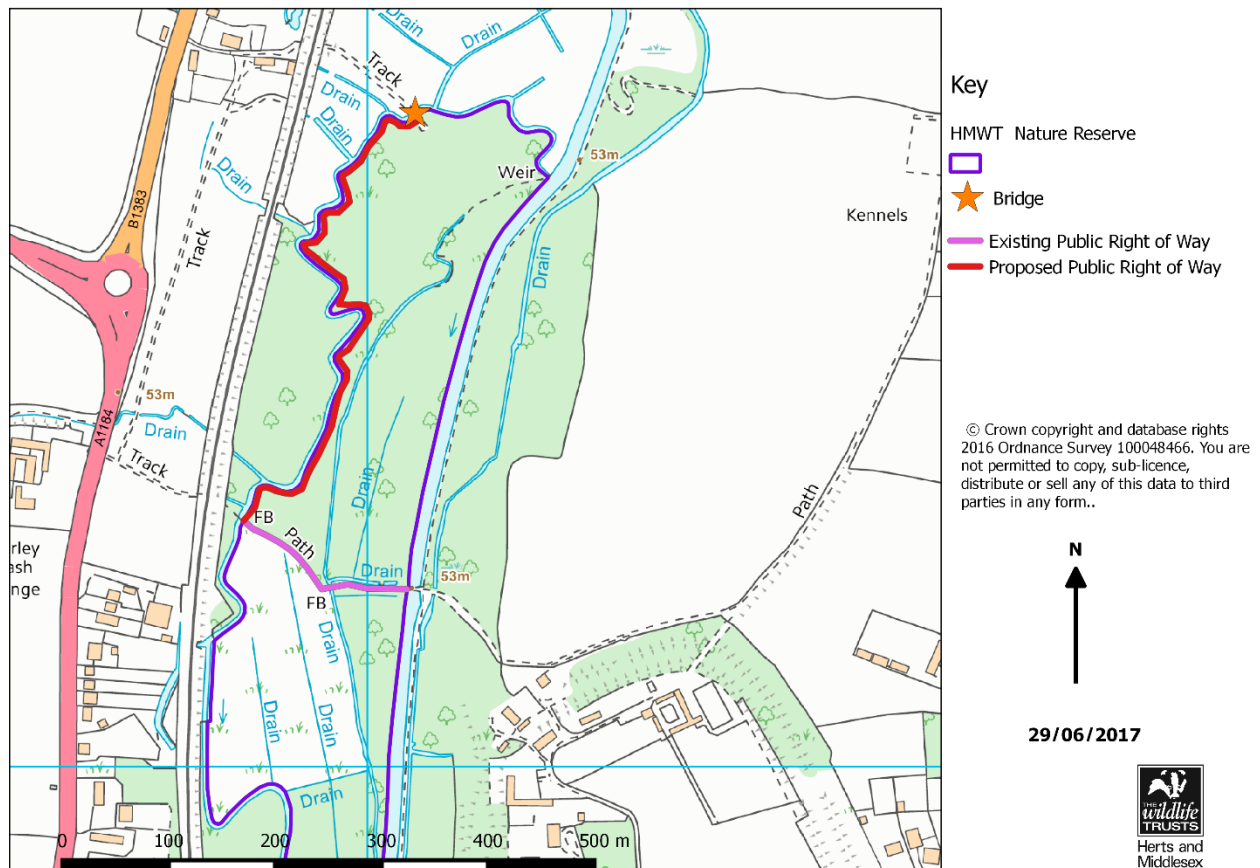 Drain
Drain
Track
Drain
Drain
B1383
Drain
Track
Weir
53m
Kennels
Drain
A1184
53m
Drain
Track
Drain
Path
FB
Path
Drain
53m
FB
rley
ash
nge
Drain
Drain
Drain
Drain
0 100 200 300 400 500 m
Key
HMWT Nature Reserve
Bridge
Existing Public Right of Way
Proposed Public Right of Way
© Crown copyright and database rights
2016 Ordnance Survey 100048466. You are
not permitted to copy, sub-licence,
distribute or sell any of this data to third
parties in any form..
N
29/06/2017
THE
wildlife
TRUSTS
Herts and
Middlesex